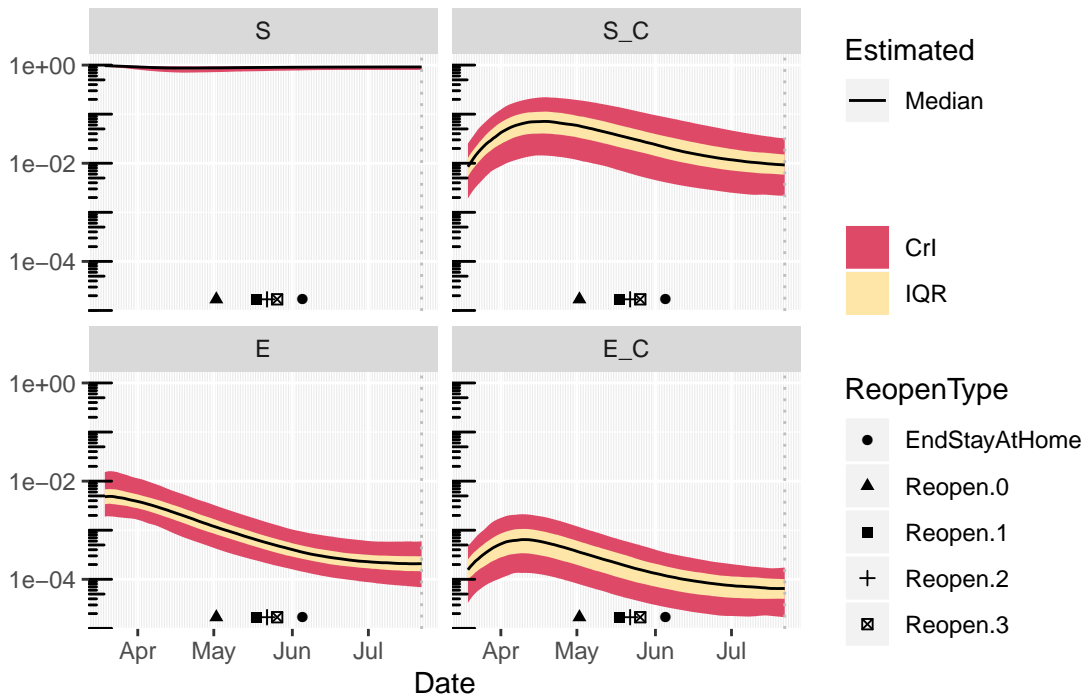 S
S_C
1e+00
1e-02
1e-04
E
E_C
1e+00
1e-02
1e-04
Apr
May
Jun
Jul
Apr
May
Jun
Jul
Date
Estimated
Median
CrI
IQR
ReopenType
EndStayAtHome
Reopen.0
Reopen.1
Reopen.2
Reopen.3